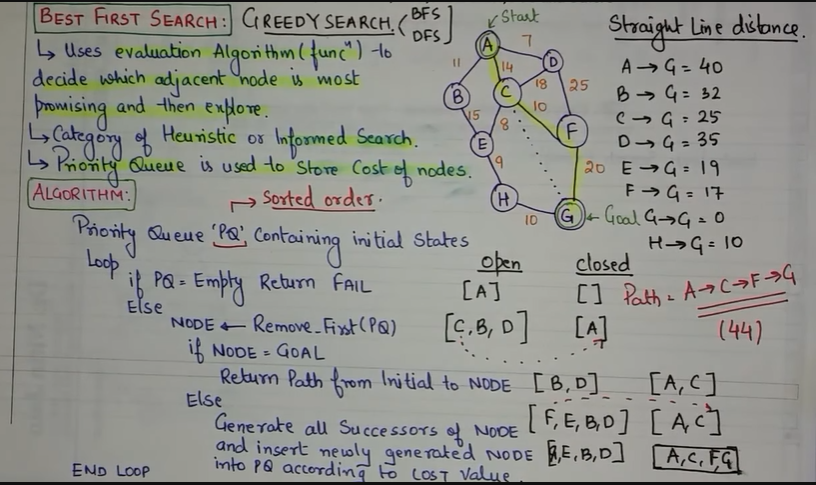 BEST FIRST SEARCH: GREEDY SEARCH. (BFS DFS]
↳ Uses evaluation Algorithm (funcⁿ) to
decide which adjacent node is most
promising and then explore.
↳ Category of Heuristic or Informed Search.
↳ Priority Queue is used to Store Cost of nodes.
ALGORITHM:
→ Sorted order.
Priority Queue 'PQ' Containing initial States
Loop
if PQ = Empty Return FAIL
Else
NODE ← Remove_First(PQ)
if NODE = GOAL
Return Path from Initial to NODE
Else
Generate all Successors of NODE
and insert newly generated NODE
into PQ according to COST Value.
END LOOP
Start
A
7
11
14
D
B
C
18
25
10
15
8
F
E
9
20
H
10
G ← Goal
Straight Line distance.
A → G = 40
B → G = 32
C → G = 25
D → G = 35
E → G = 19
F → G = 17
G → G = 0
H → G = 10
open closed
[A] []
[C, B, D] [A]
[B, D] [A, C]
[F, E, B, D] [A, C]
E, B, D] [A, C, F, G]
Path = A → C → F → G
(44)